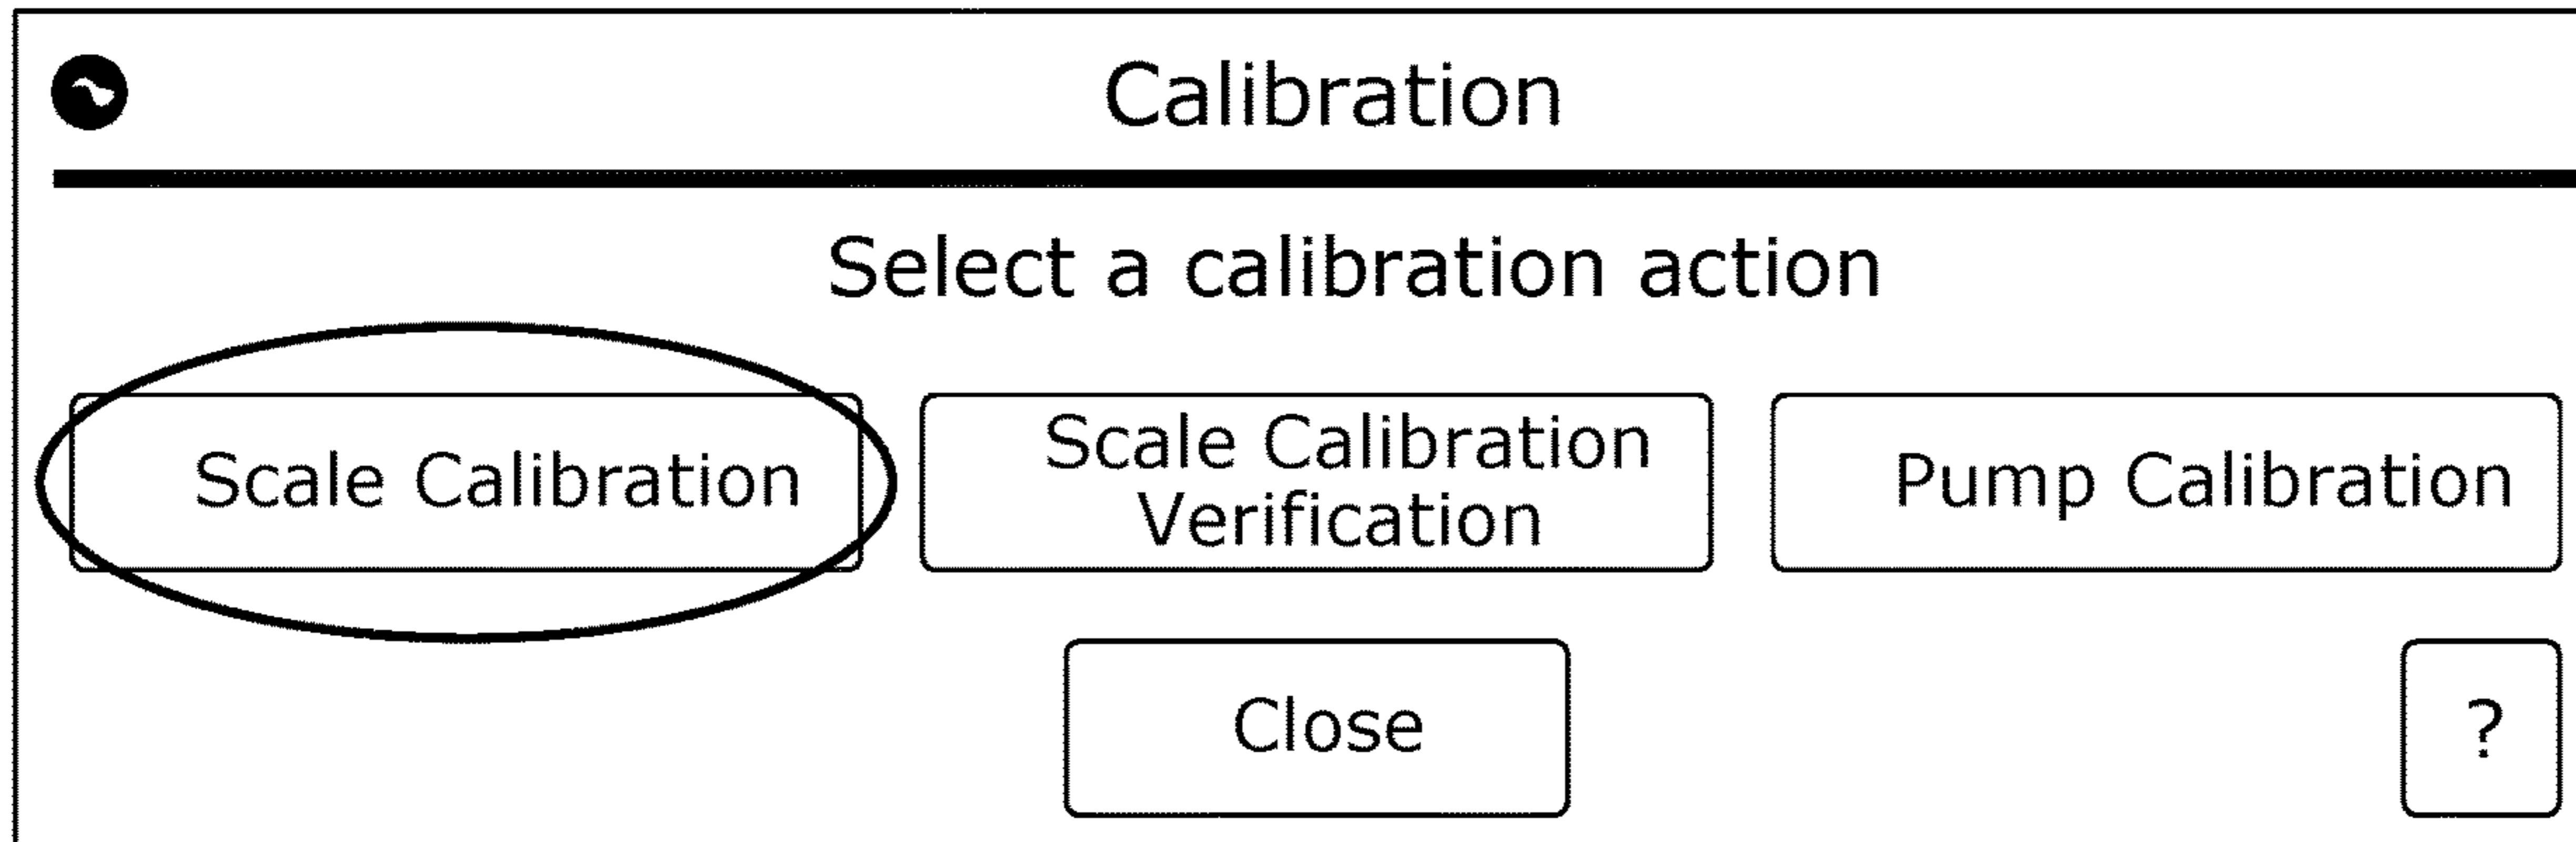 Calibration
Select a calibration action
Scale Calibration
Scale Calibration
Verification
Pump Calibration
Close
?